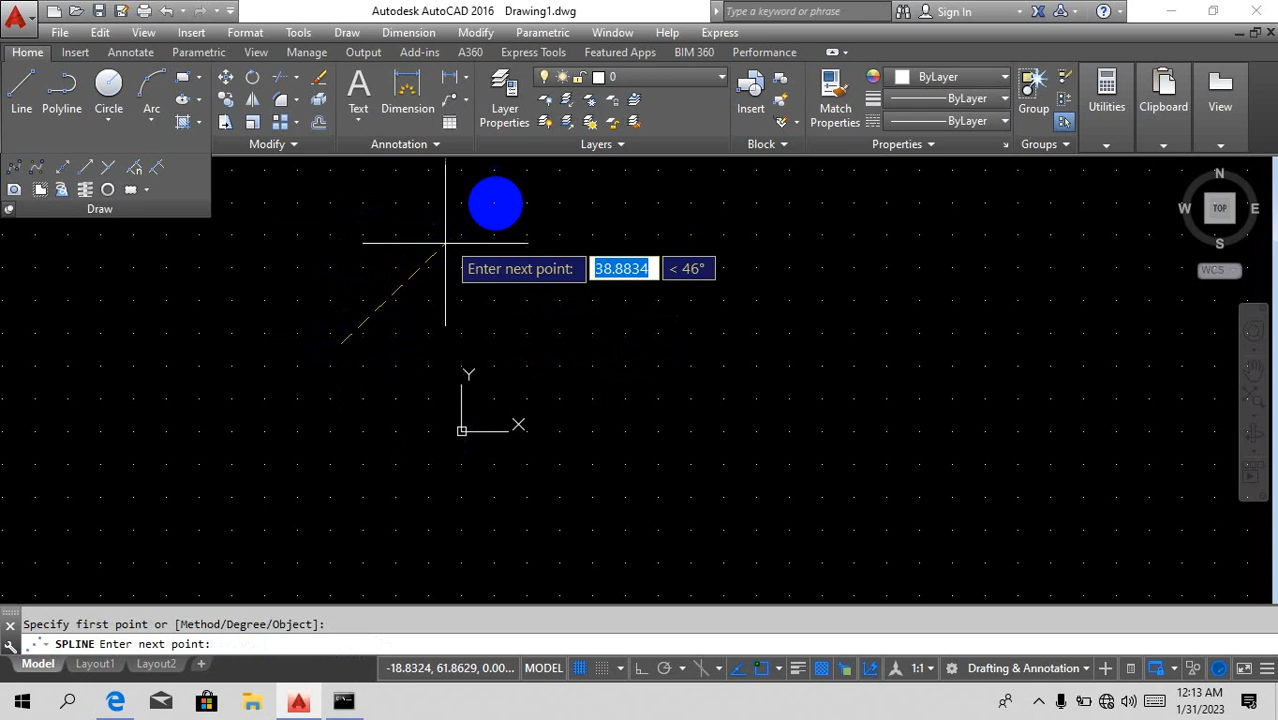 Autodesk AutoCAD 2016 Drawing1.dwg
Type a keyword or phrase
Sign In
File Edit View Insert Format Tools Draw Dimension Modify Parametric Window Help Express
Home Insert Annotate Parametric View Manage Output Add-ins A360 Express Tools Featured Apps BIM 360 Performance
Line Polyline Circle Arc
Text Dimension
Layer Properties
0
Insert
Match Properties
ByLayer
ByLayer
ByLayer
Group Utilities Clipboard View
Modify Annotation Layers Block Properties Groups
Draw
N
W TOP E
S
WCS
Enter next point: 38.8834 < 46°
Y
X
Specify first point or [Method/Degree/Object]:
SPLINE Enter next point:
Model Layout1 Layout2 +
-18.8324, 61.8629, 0.00... MODEL
1:1
Drafting & Annotation
12:13 AM
1/31/2023